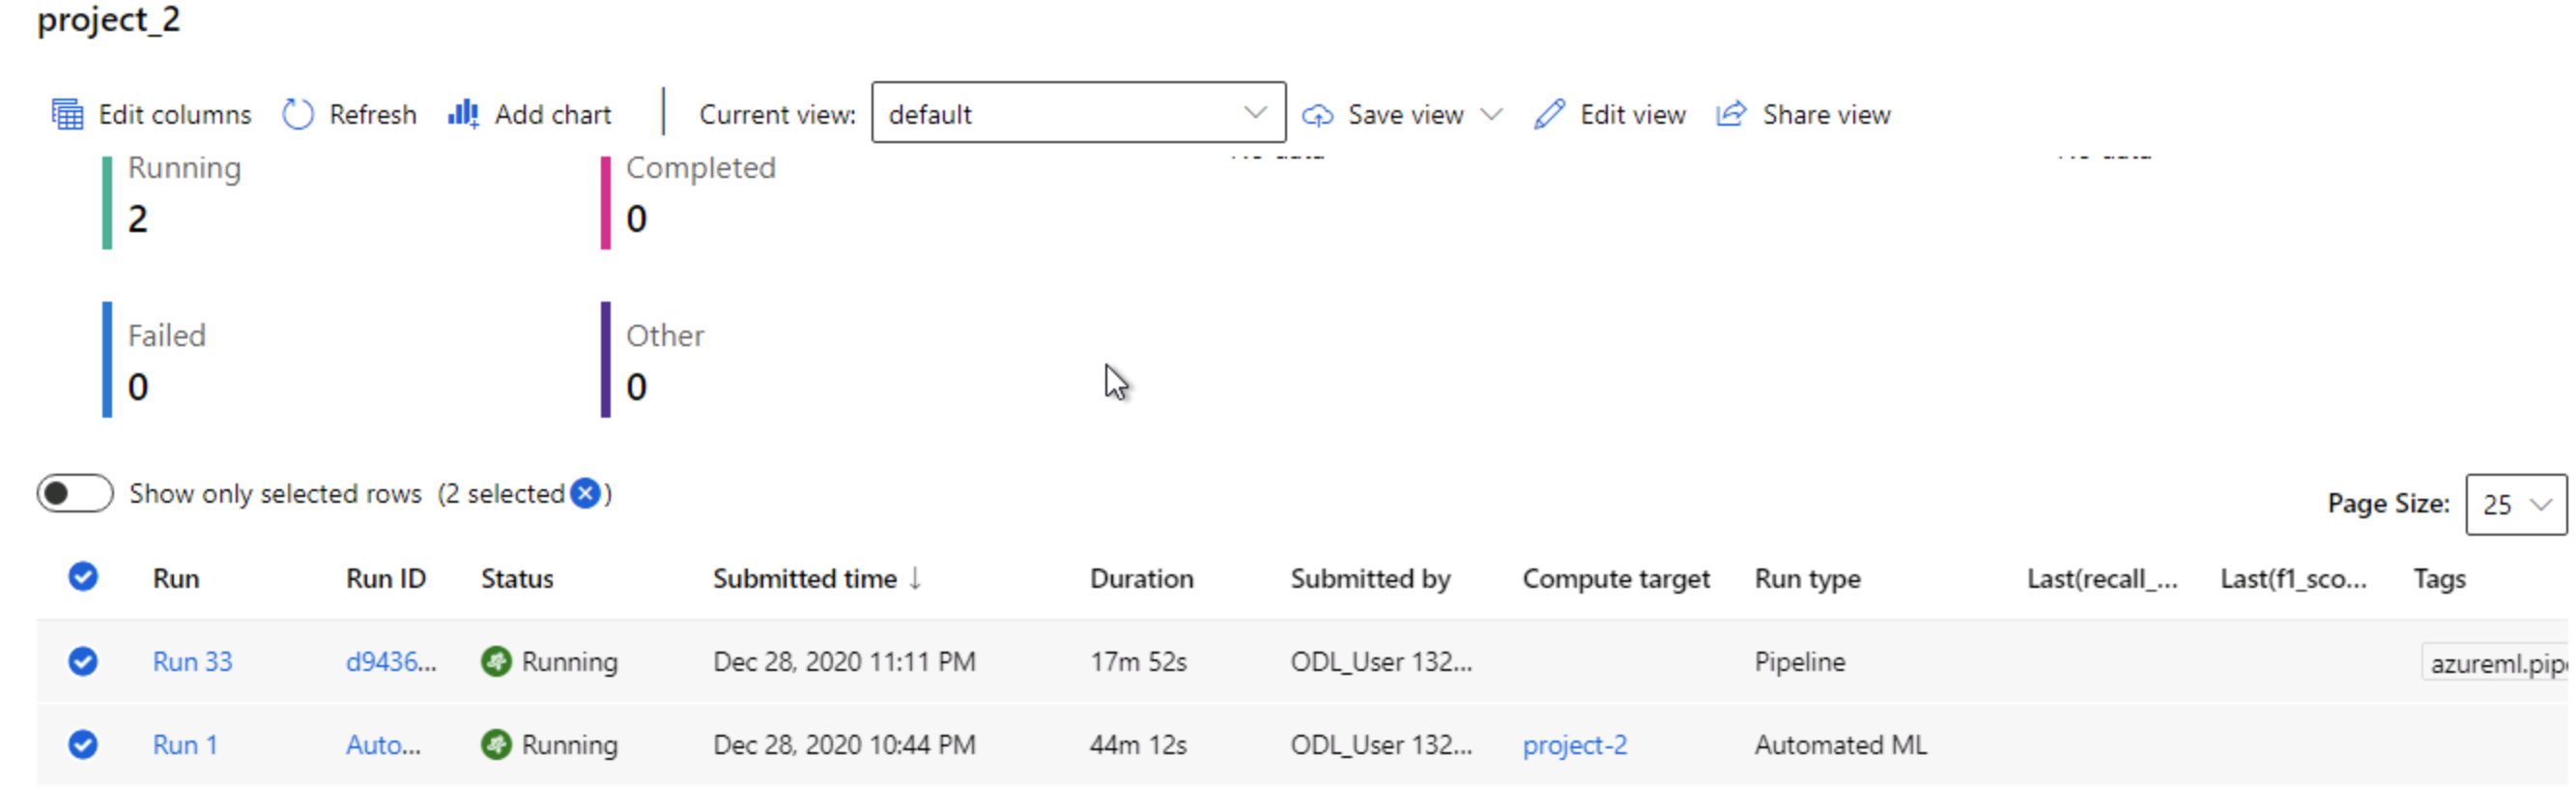 project_2
Edit columns Refresh Add chart Current view: default Save view Edit view Share view
Running Completed
2 0
Failed Other
0 0
Show only selected rows (2 selected )
Page Size: 25
Run Run ID Status Submitted time ↓ Duration Submitted by Compute target Run type Last(recall_... Last(f1_sco... Tags
Run 33 d9436... Running Dec 28, 2020 11:11 PM 17m 52s ODL_User 132... Pipeline azureml.pip
Run 1 Auto... Running Dec 28, 2020 10:44 PM 44m 12s ODL_User 132... project-2 Automated ML